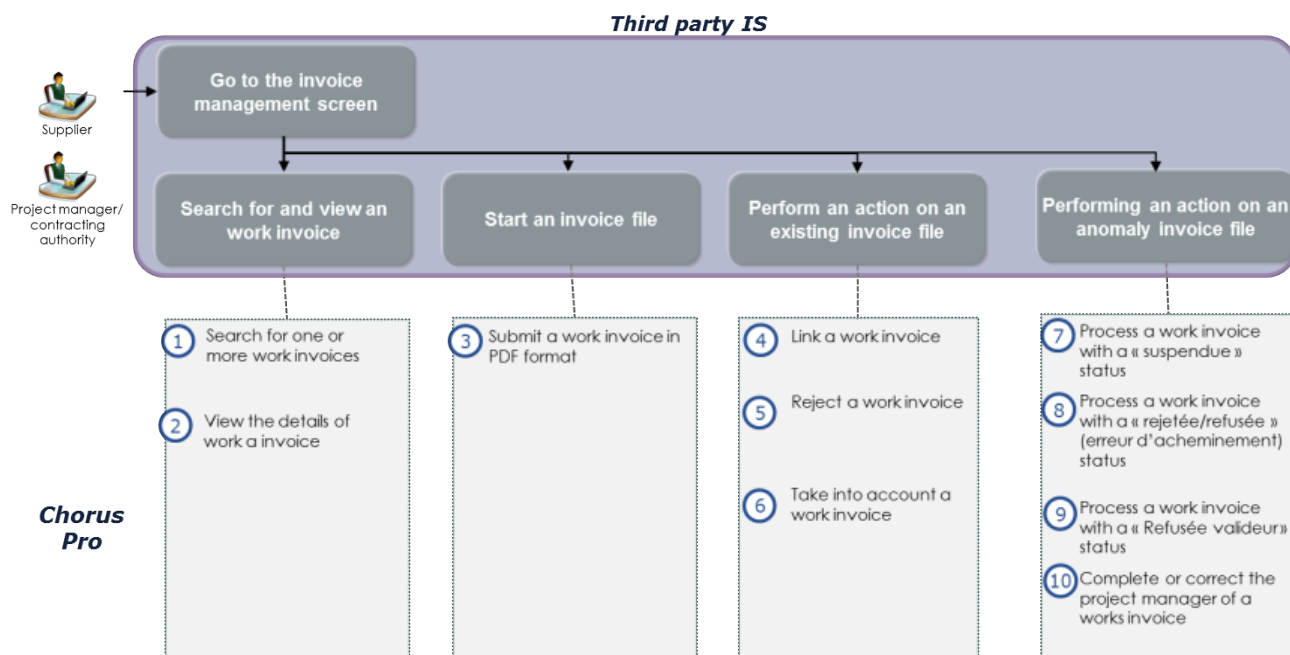 Third party IS
Go to the invoice
management screen
Supplier
Project manager/
contracting
authority
Search for and view an
work invoice
Start an invoice file
Perform an action on an
existing invoice file
Performing an action on an
anomaly invoice file
1 Search for one or
more work invoices
2 View the details of
work a invoice
3 Submit a work invoice in
PDF format
4 Link a work invoice
5 Reject a work invoice
6 Take into account a
work invoice
7 Process a work invoice
with a « suspendue »
status
8 Process a work invoice
with a « rejetée/refusée »
(erreur d'acheminement)
status
9 Process a work invoice
with a « Refusée valideur»
status
10 Complete or correct the
project manager of a
works invoice
Chorus
Pro